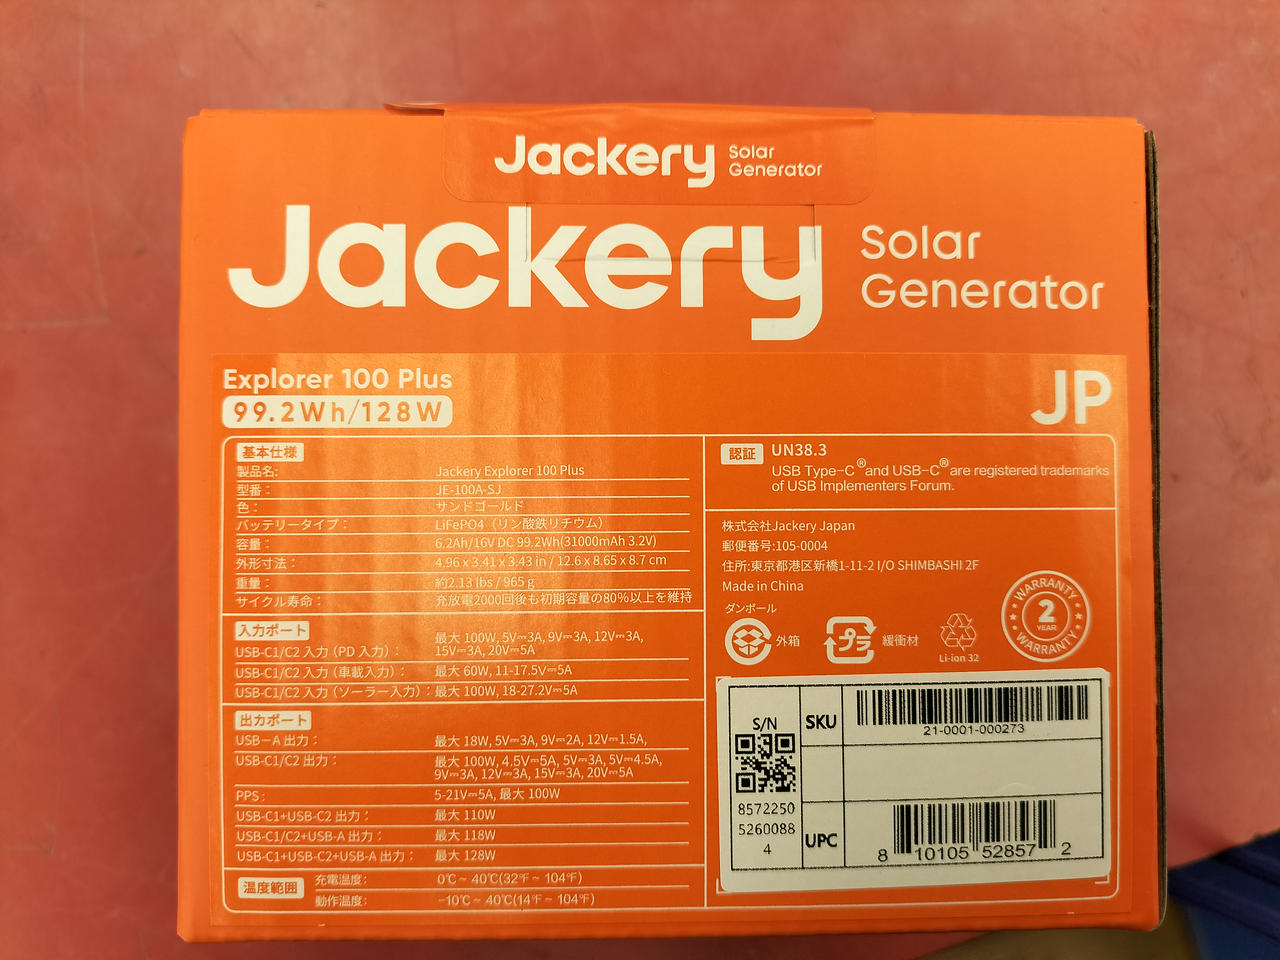 Jackery Solar Generator
Jackery Solar Generator
Explorer 100 Plus
99.2Wh/128W
JP
基本仕様
製品名: Jackery Explorer 100 Plus
型番： JE-100A-SJ
色： サンドゴールド
バッテリータイプ： LiFePO4（リン酸鉄リチウム）
容量： 6.2Ah/16V DC 99.2Wh(31000mAh 3.2V)
外形寸法： 4.96 x 3.41 x 3.43 in / 12.6 x 8.65 x 8.7 cm
重量： 約2.13 lbs / 965 g
サイクル寿命： 充放電2000回後も初期容量の80%以上を維持
入力ポート
USB-C1/C2 入力（PD 入力）： 最大 100W, 5V⎓3A, 9V⎓3A, 12V⎓3A,
15V⎓3A, 20V⎓5A
USB-C1/C2 入力（車載入力）： 最大 60W, 11-17.5V⎓5A
USB-C1/C2 入力（ソーラー入力）： 最大 100W, 18-27.2V⎓5A
出力ポート
USB－A 出力： 最大 18W, 5V⎓3A, 9V⎓2A, 12V⎓1.5A,
USB-C1/C2 出力： 最大 100W, 4.5V⎓5A, 5V⎓3A, 5V⎓4.5A,
9V⎓3A, 12V⎓3A, 15V⎓3A, 20V⎓5A
PPS： 5-21V⎓5A, 最大 100W
USB-C1+USB-C2 出力： 最大 110W
USB-C1/C2+USB-A 出力： 最大 118W
USB-C1+USB-C2+USB-A 出力： 最大 128W
温度範囲
充電温度： 0℃ ~ 40℃(32℉ ~ 104℉)
動作温度： −10℃ ~ 40℃(14℉ ~ 104℉)
認証 UN38.3
USB Type-C® and USB-C® are registered trademarks
of USB Implementers Forum.
株式会社Jackery Japan
郵便番号:105-0004
住所:東京都港区新橋1-11-2 I/O SHIMBASHI 2F
Made in China
ダンボール
外箱
プラ 緩衝材
Li-ion 32
WARRANTY
2
YEAR
WARRANTY
S/N
8572250
5260088
4
SKU
21-0001-000273
UPC
8 10105 52857 2